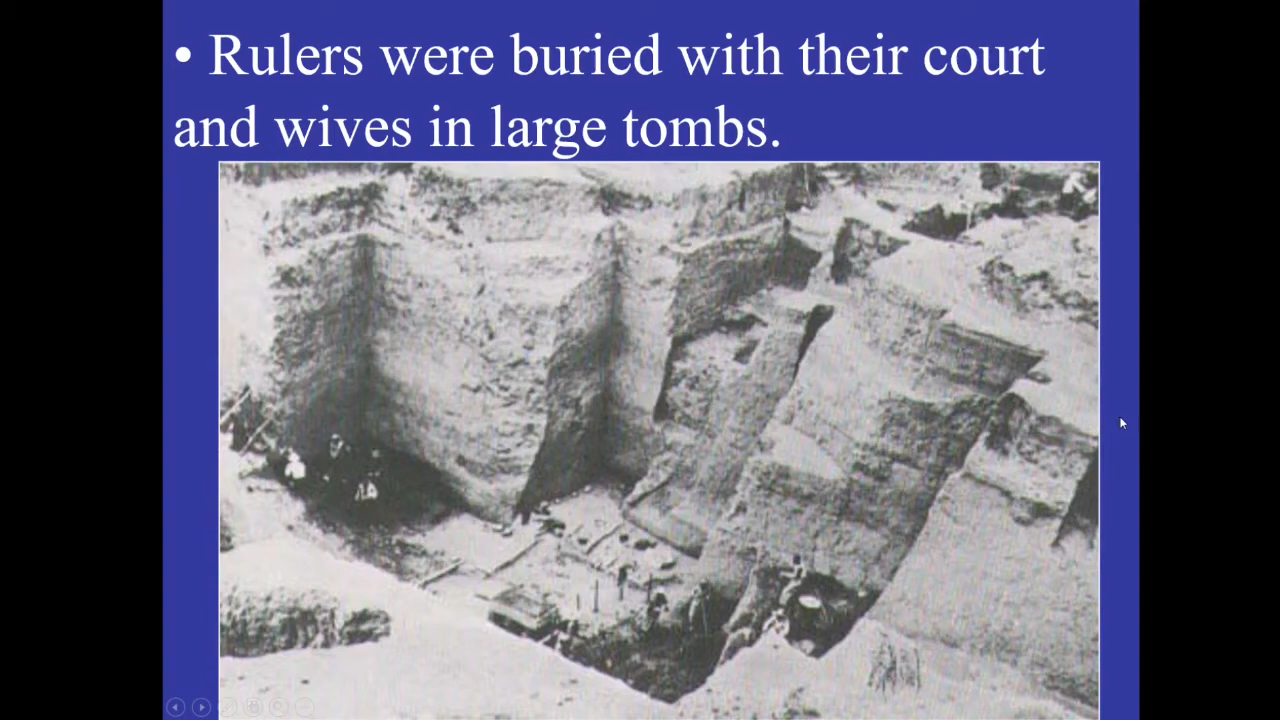 • Rulers were buried with their court
and wives in large tombs.